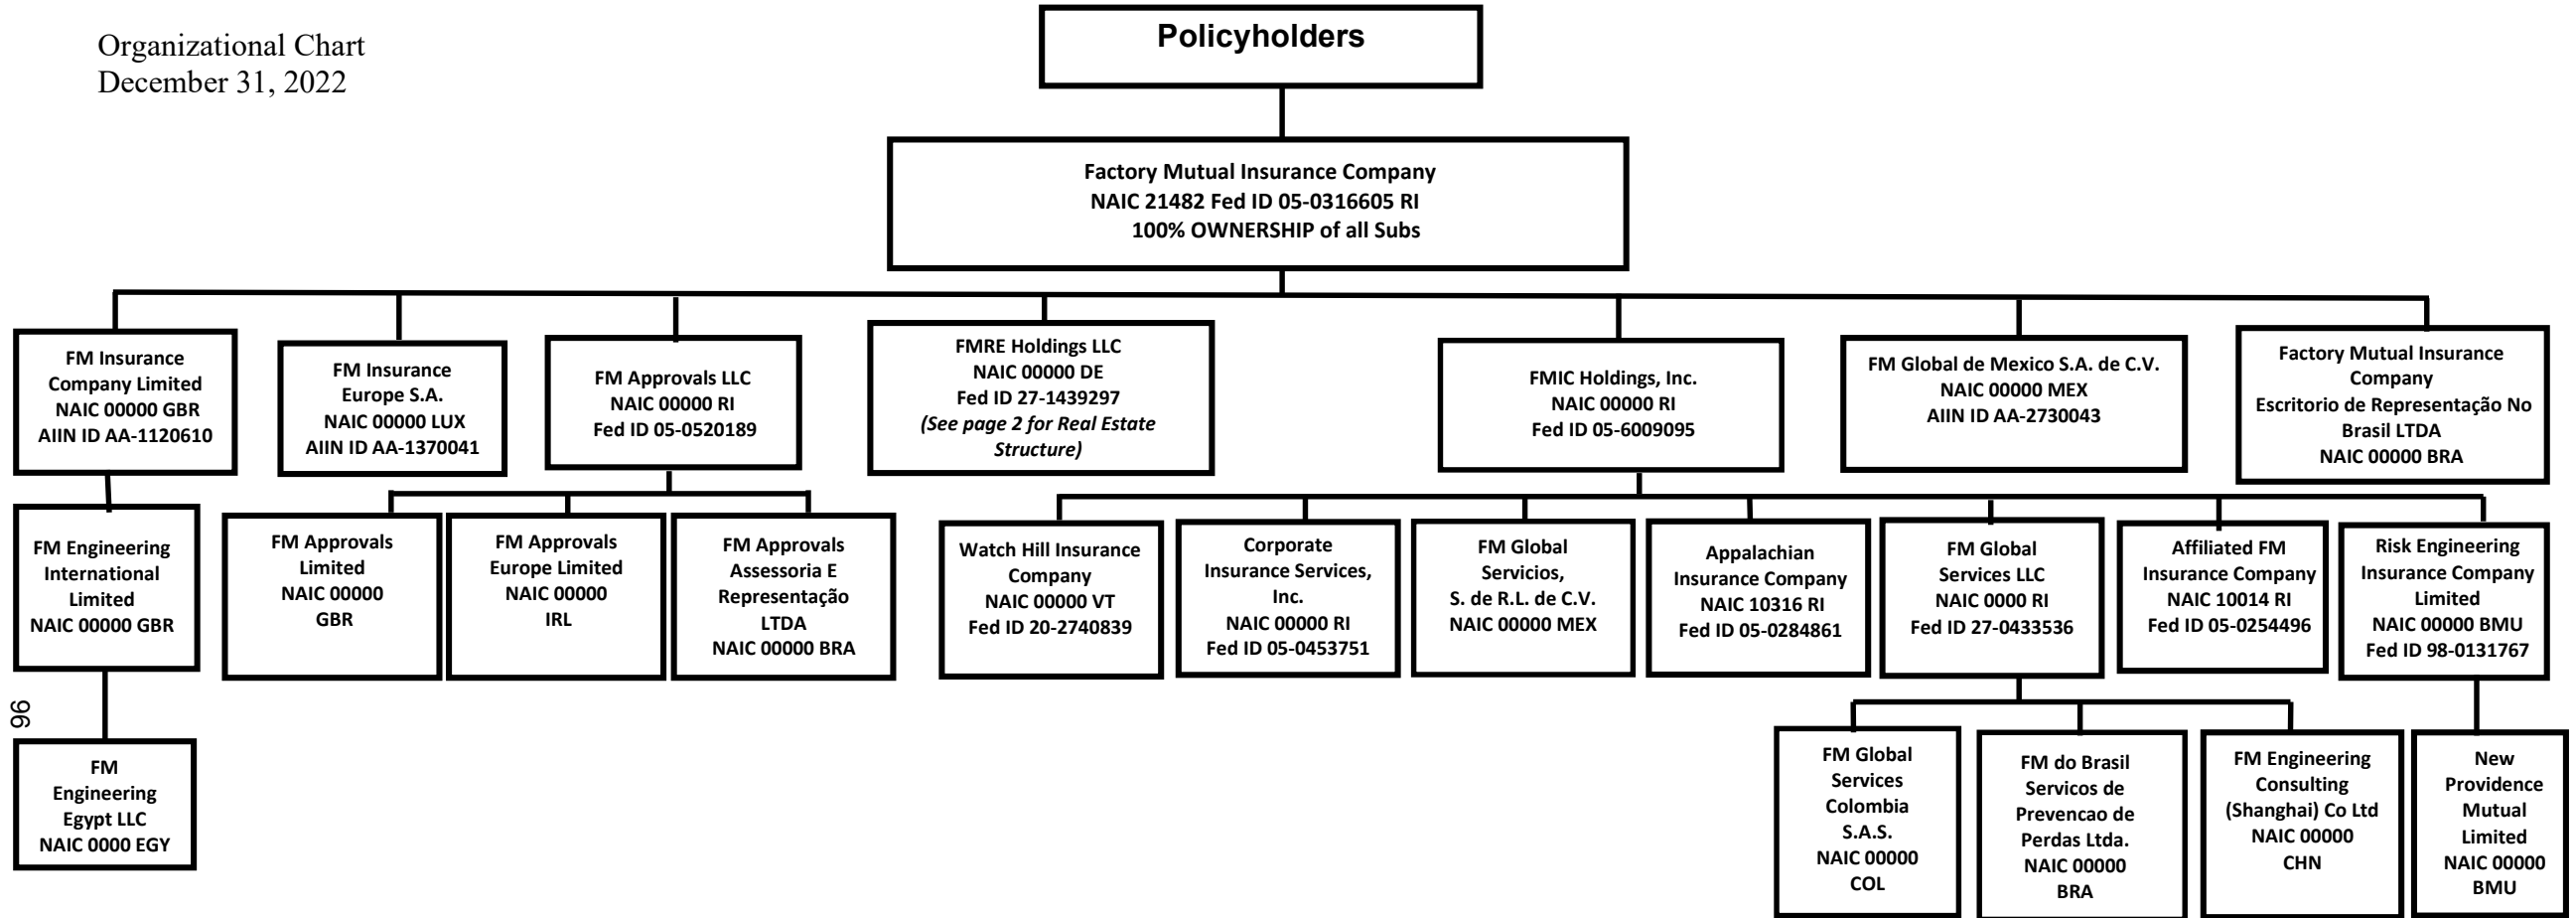 Organizational Chart
December 31, 2022
Policyholders
Factory Mutual Insurance Company
NAIC 21482 Fed ID 05-0316605 RI
100% OWNERSHIP of all Subs
FM Insurance
Company Limited
NAIC 00000 GBR
AIIN ID AA-1120610
FM Insurance
Europe S.A.
NAIC 00000 LUX
AIIN ID AA-1370041
FM Approvals LLC
NAIC 00000 RI
Fed ID 05-0520189
FMRE Holdings LLC
NAIC 00000 DE
Fed ID 27-1439297
(See page 2 for Real Estate
Structure)
FMIC Holdings, Inc.
NAIC 00000 RI
Fed ID 05-6009095
FM Global de Mexico S.A. de C.V.
NAIC 00000 MEX
AIIN ID AA-2730043
Factory Mutual Insurance
Company
Escritorio de Representação No
Brasil LTDA
NAIC 00000 BRA
FM Engineering
International
Limited
NAIC 00000 GBR
FM Approvals
Limited
NAIC 00000
GBR
FM Approvals
Europe Limited
NAIC 00000
IRL
FM Approvals
Assessoria E
Representação
LTDA
NAIC 00000 BRA
Watch Hill Insurance
Company
NAIC 00000 VT
Fed ID 20-2740839
Corporate
Insurance Services,
Inc.
NAIC 00000 RI
Fed ID 05-0453751
FM Global
Servicios,
S. de R.L. de C.V.
NAIC 00000 MEX
Appalachian
Insurance Company
NAIC 10316 RI
Fed ID 05-0284861
FM Global
Services LLC
NAIC 0000 RI
Fed ID 27-0433536
Affiliated FM
Insurance Company
NAIC 10014 RI
Fed ID 05-0254496
Risk Engineering
Insurance Company
Limited
NAIC 00000 BMU
Fed ID 98-0131767
96
FM
Engineering
Egypt LLC
NAIC 0000 EGY
FM Global
Services
Colombia
S.A.S.
NAIC 00000
COL
FM do Brasil
Servicos de
Prevencao de
Perdas Ltda.
NAIC 00000
BRA
FM Engineering
Consulting
(Shanghai) Co Ltd
NAIC 00000
CHN
New
Providence
Mutual
Limited
NAIC 00000
BMU